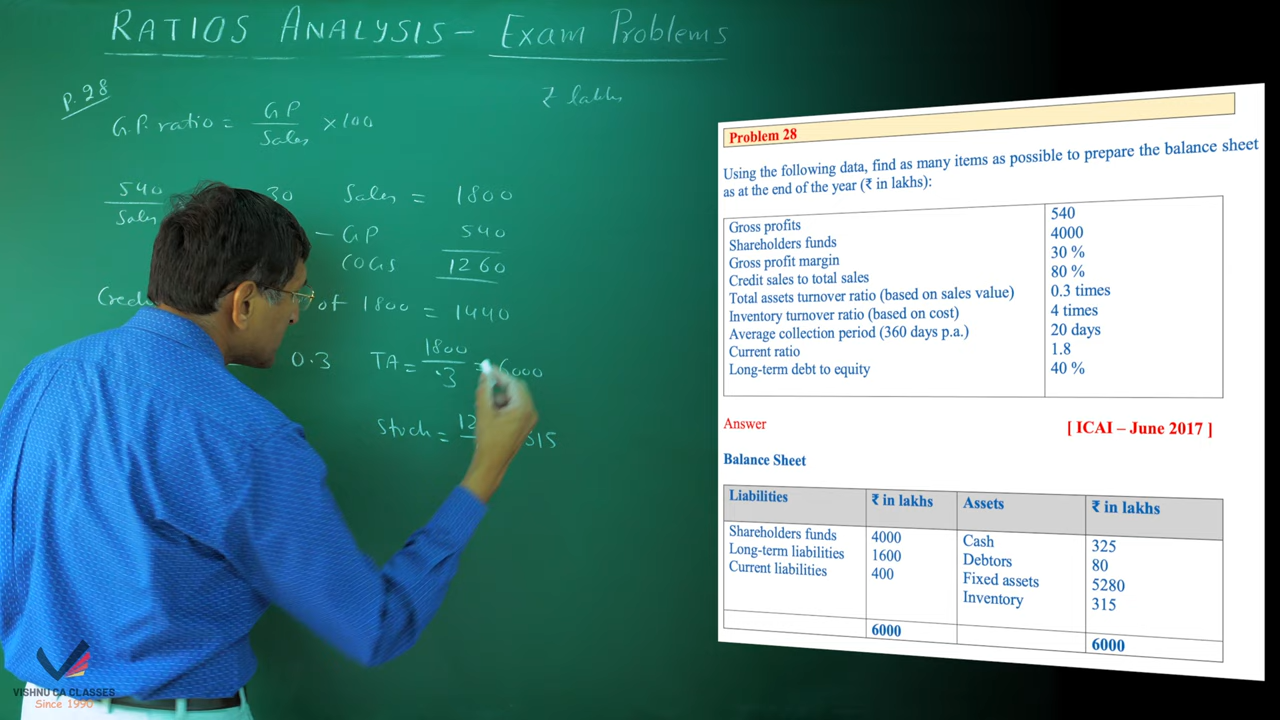 RATIOS ANALYSIS - Exam Problems
P. 28
₹ lakhs
G.P. ratio = GP / Sales × 100
540 / Sales 30 Sales = 1800
- GP 540
COGS 1260
of 1800 = 1440
0.3 TA = 1800 / .3 = 6000
Stock = 315
VISHNU CA CLASSES
Since 1990
Problem 28
Using the following data, find as many items as possible to prepare the balance sheet
as at the end of the year (₹ in lakhs):
Gross profits 540
Shareholders funds 4000
Gross profit margin 30 %
Credit sales to total sales 80 %
Total assets turnover ratio (based on sales value) 0.3 times
Inventory turnover ratio (based on cost) 4 times
Average collection period (360 days p.a.) 20 days
Current ratio 1.8
Long-term debt to equity 40 %
Answer [ ICAI – June 2017 ]
Balance Sheet
Liabilities ₹ in lakhs Assets ₹ in lakhs
Shareholders funds 4000 Cash 325
Long-term liabilities 1600 Debtors 80
Current liabilities 400 Fixed assets 5280
Inventory 315
6000 6000